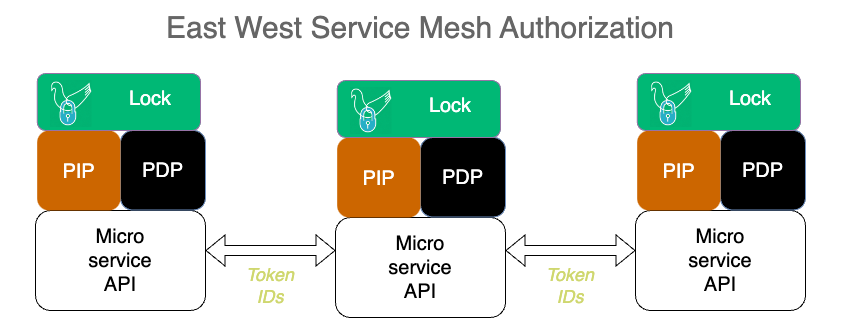 East West Service Mesh Authorization
Lock
PIP
PDP
Micro
service
API
Token
IDs
Lock
PIP
PDP
Micro
service
API
Token
IDs
Lock
PIP
PDP
Micro
service
API